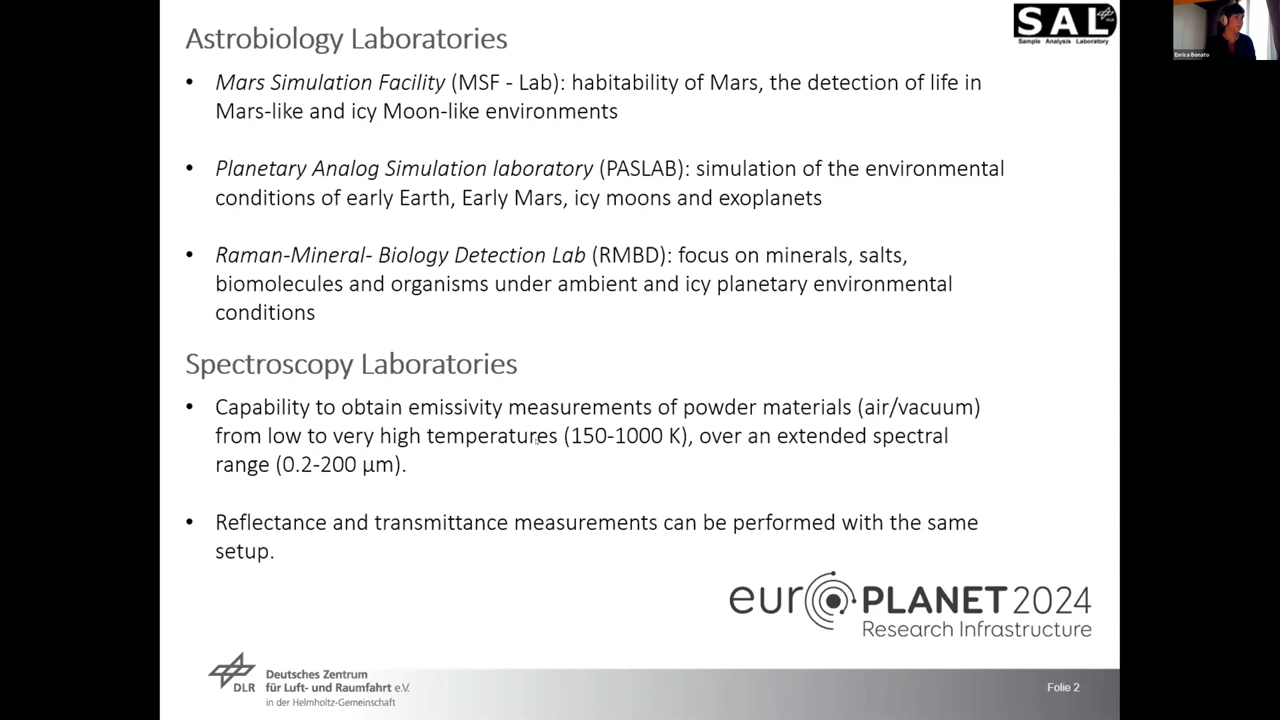 Astrobiology Laboratories
• Mars Simulation Facility (MSF - Lab): habitability of Mars, the detection of life in
Mars-like and icy Moon-like environments
• Planetary Analog Simulation laboratory (PASLAB): simulation of the environmental
conditions of early Earth, Early Mars, icy moons and exoplanets
• Raman-Mineral- Biology Detection Lab (RMBD): focus on minerals, salts,
biomolecules and organisms under ambient and icy planetary environmental
conditions
Spectroscopy Laboratories
• Capability to obtain emissivity measurements of powder materials (air/vacuum)
from low to very high temperatures (150-1000 K), over an extended spectral
range (0.2-200 µm).
• Reflectance and transmittance measurements can be performed with the same
setup.
SAL
Sample Analysis Laboratory
Enrica Bonato
euroPLANET 2024
Research Infrastructure
DLR
Deutsches Zentrum
für Luft- und Raumfahrt e.V.
in der Helmholtz-Gemeinschaft
Folie 2